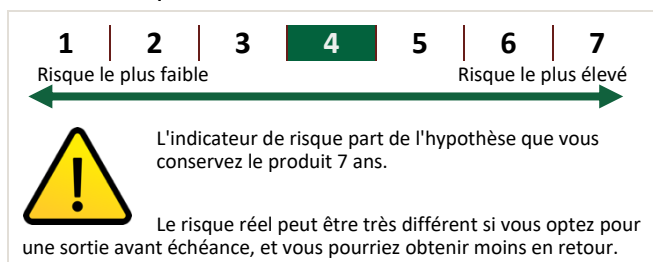 1 2 3 4 5 6 7
Risque le plus faible Risque le plus élevé
L'indicateur de risque part de l'hypothèse que vous
conservez le produit 7 ans.
Le risque réel peut être très différent si vous optez pour
une sortie avant échéance, et vous pourriez obtenir moins en retour.